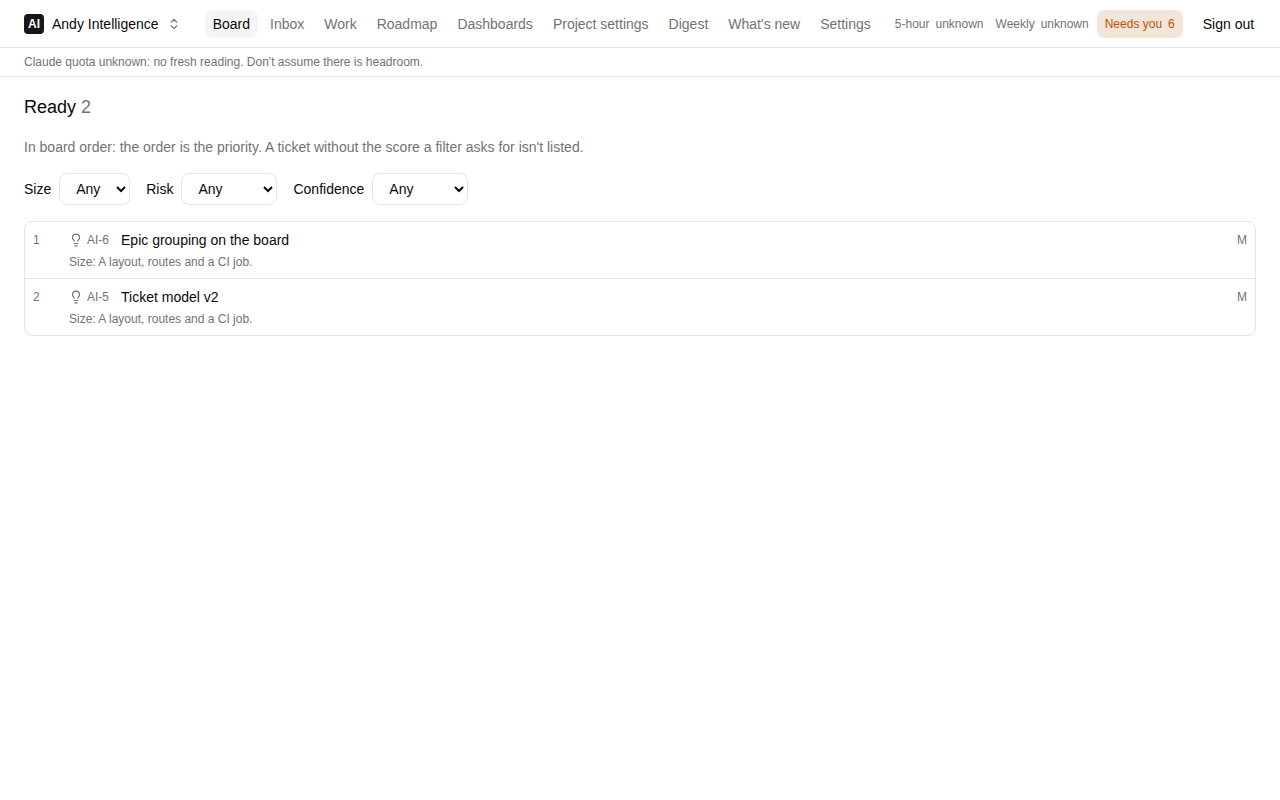 AI Andy Intelligence Board Inbox Work Roadmap Dashboards Project settings Digest What's new Settings 5-hour unknown Weekly unknown Needs you 6 Sign out
Claude quota unknown: no fresh reading. Don't assume there is headroom.
Ready 2
In board order: the order is the priority. A ticket without the score a filter asks for isn't listed.
Size Any Risk Any Confidence Any
1 AI-6 Epic grouping on the board M
Size: A layout, routes and a CI job.
2 AI-5 Ticket model v2 M
Size: A layout, routes and a CI job.